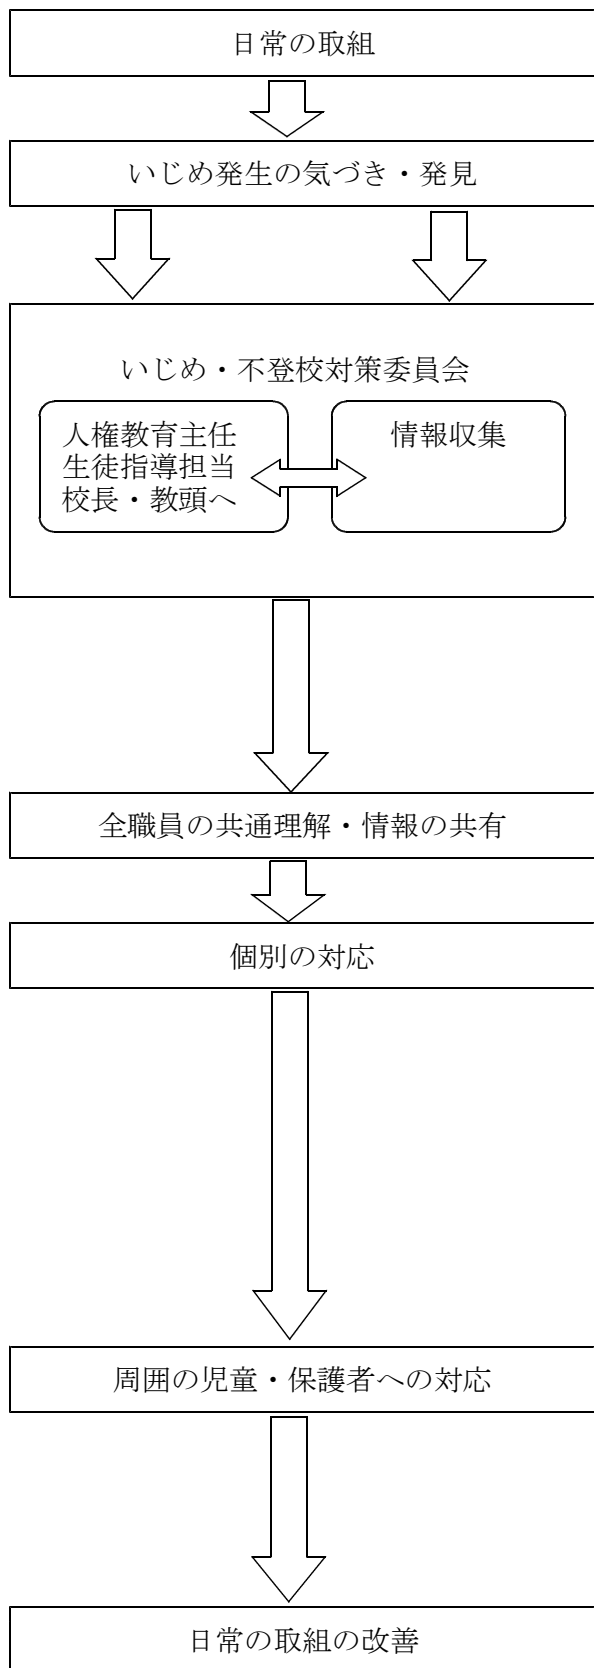 日常の取組
いじめ発生の気づき・発見
いじめ・不登校対策委員会
人権教育主任
生徒指導担当
校長・教頭へ
情報収集
全職員の共通理解・情報の共有
個別の対応
周囲の児童・保護者への対応
日常の取組の改善